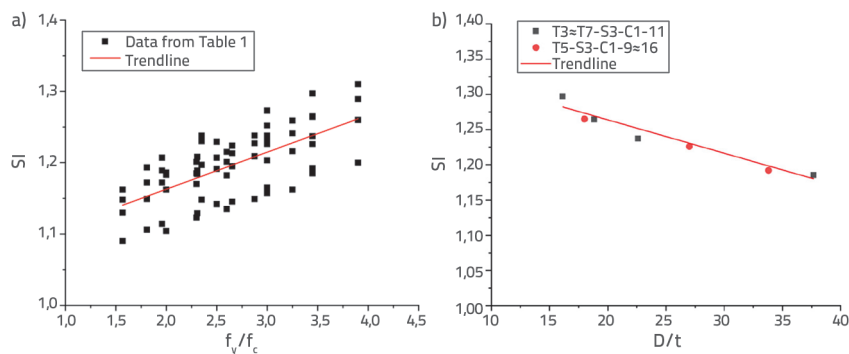 a)
1,4
1,3
1,2
1,1
1,0
SI
Data from Table 1
Trendline
1,0 1,5 2,0 2,5 3,0 3,5 4,0 4,5
fy/fc
b)
1,40
1,35
1,30
1,25
1,20
1,15
1,10
1,05
1,00
SI
T3≈T7-S3-C1-11
T5-S3-C1-9≈16
Trendline
10 15 20 25 30 35 40
D/t